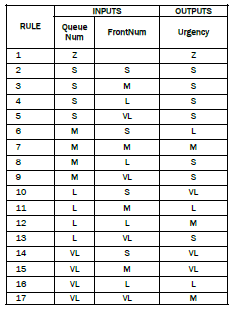 RULE INPUTS OUTPUTS
Queue Num FrontNum Urgency
1 Z Z
2 S S S
3 S M S
4 S L S
5 S VL S
6 M S L
7 M M M
8 M L S
9 M VL S
10 L S VL
11 L M L
12 L L M
13 L VL S
14 VL S VL
15 VL M VL
16 VL L L
17 VL VL M